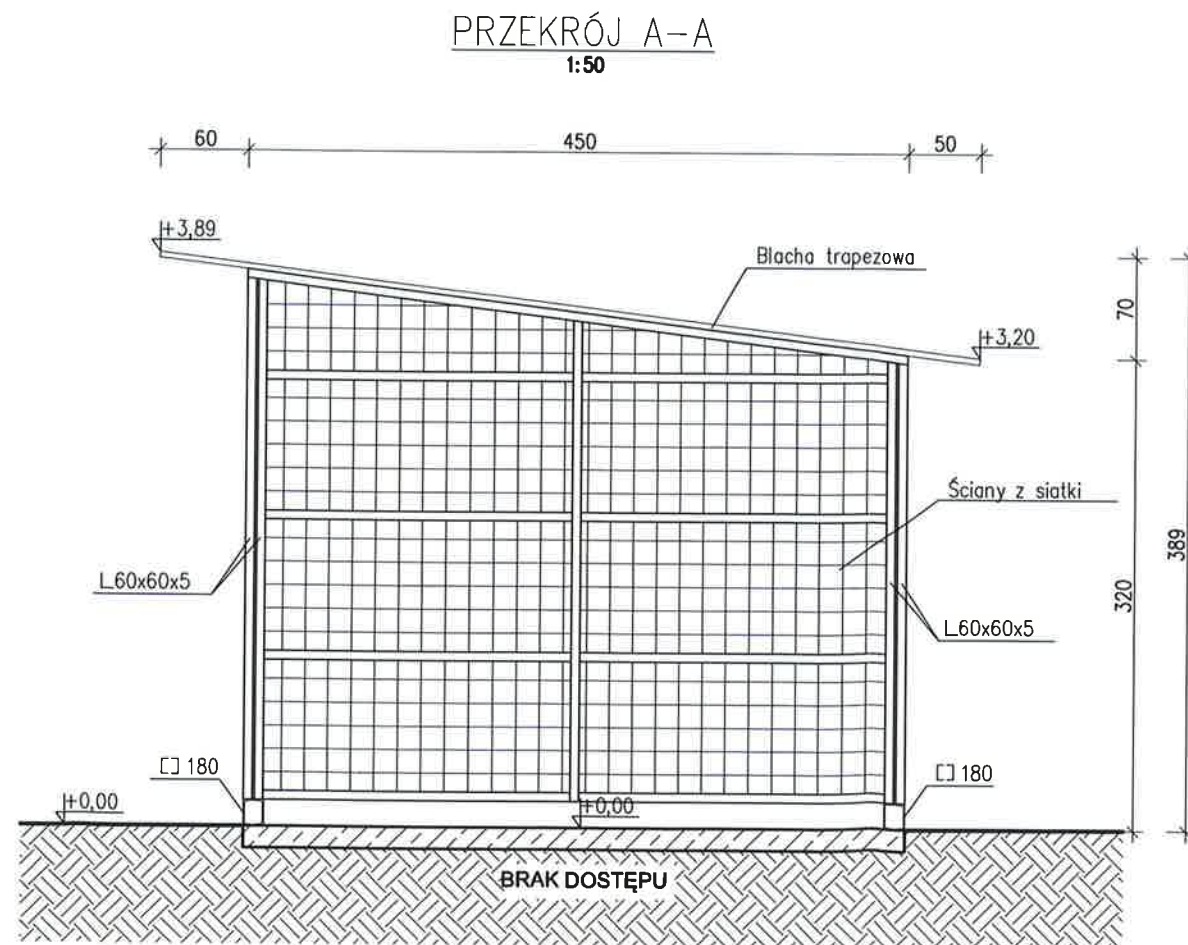 PRZEKRÓJ A-A
1:50
60
450
50
+3,89
Blacha trapezowa
70
+3,20
Ściany z siatki
389
L60x60x5
320
L60x60x5
[] 180
[] 180
+0,00
+0,00
BRAK DOSTĘPU